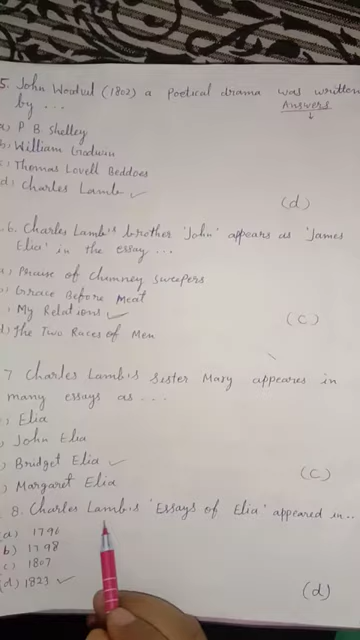 5. John Woodvil (1802) a poetical drama was written
by ...
Answers
a) P B. Shelley
b) William Godwin
c) Thomas Lovell Beddoes
d) Charles Lamb ✓
(d)
6. Charles Lamb's brother 'John' appears as 'James
Elia' in the essay ...
a) Praise of Chimney Sweepers
b) Grace Before Meat
My Relations ✓
(C)
d) The Two Races of Men
7 Charles Lamb's Sister Mary appeares in
many essays as ...
Elia
John Elia
) Bridget Elia ✓
(C)
) Margaret Elia
8. Charles Lamb's 'Essays of Elia' appeared in...
(a) 1796
b) 1798
c) 1807
(d) 1823 ✓
(d)